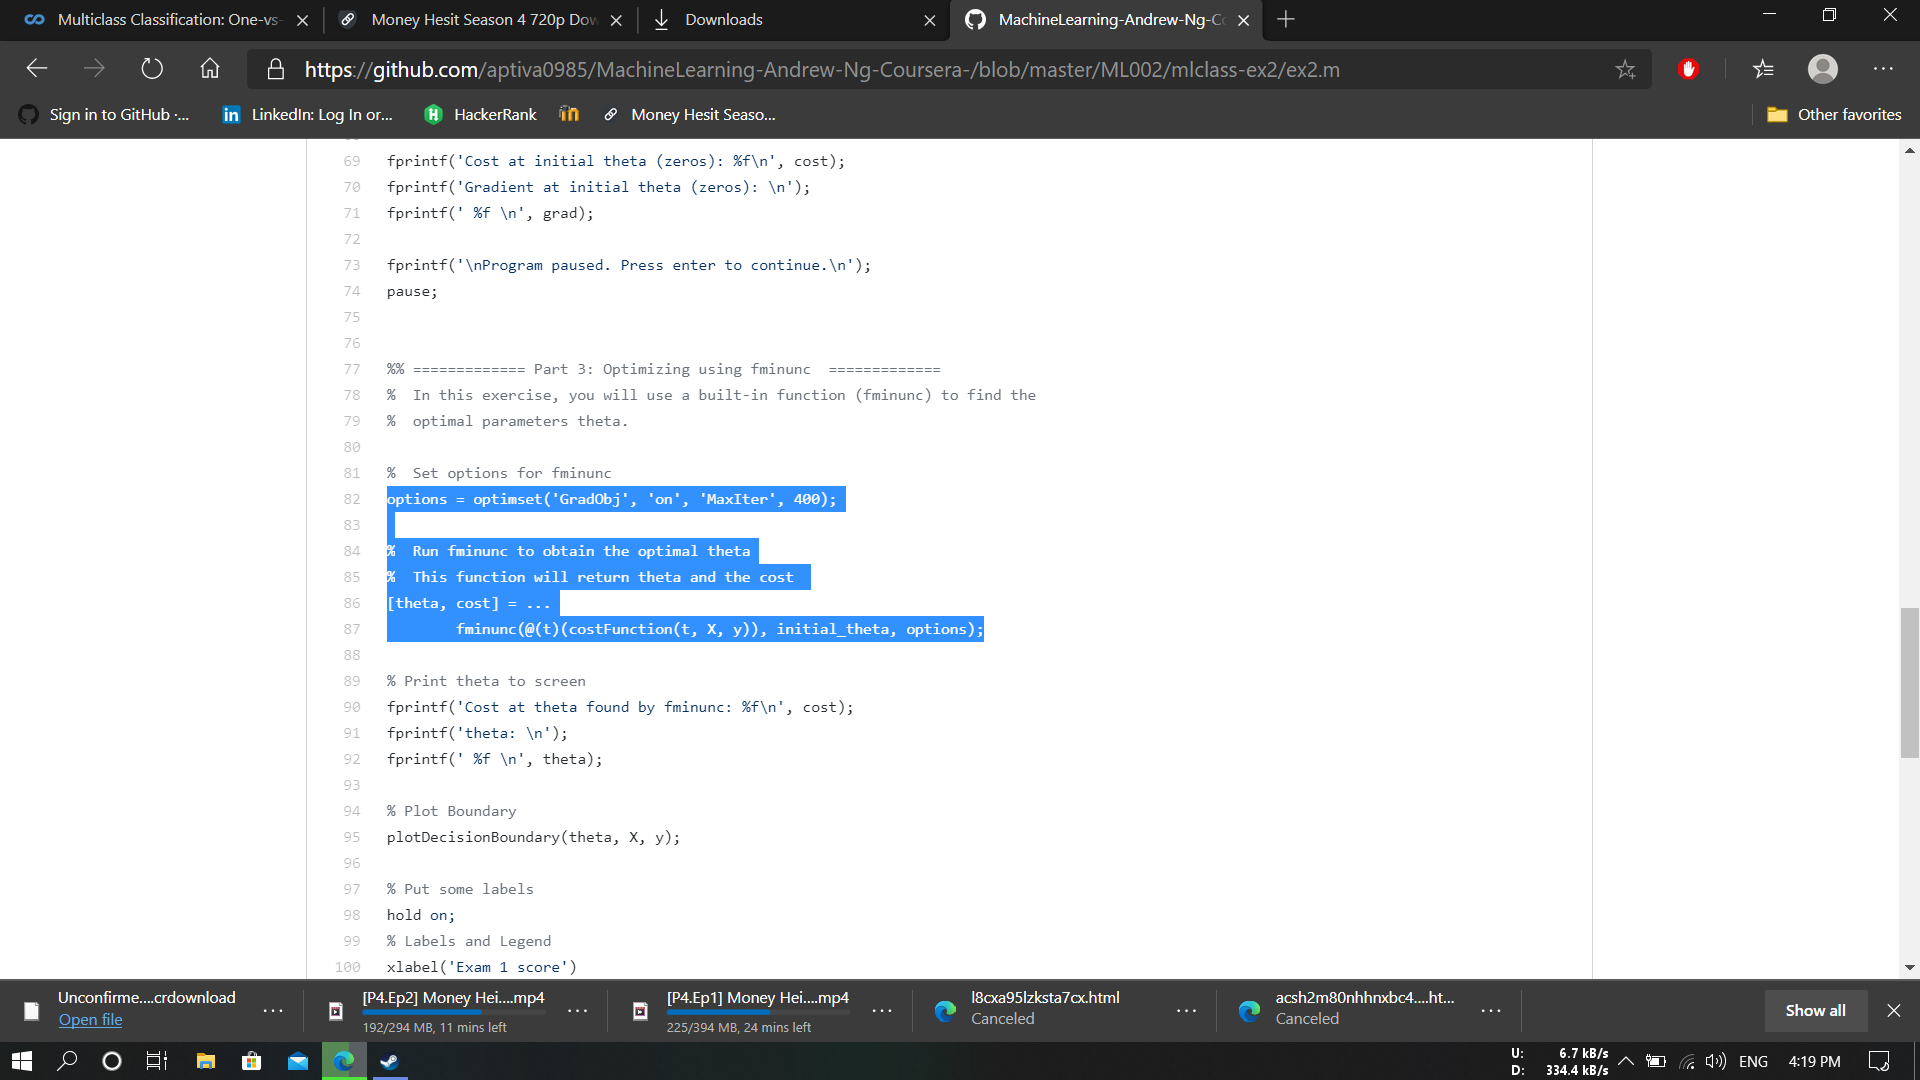 Multiclass Classification: One-vs-
Money Hesit Season 4 720p Dow
Downloads
MachineLearning-Andrew-Ng-Co
https://github.com/aptiva0985/MachineLearning-Andrew-Ng-Coursera-/blob/master/ML002/mlclass-ex2/ex2.m
Sign in to GitHub ·...
LinkedIn: Log In or...
HackerRank
Money Hesit Seaso...
Other favorites
69 fprintf('Cost at initial theta (zeros): %f\n', cost);
70 fprintf('Gradient at initial theta (zeros): \n');
71 fprintf(' %f \n', grad);
72
73 fprintf('\nProgram paused. Press enter to continue.\n');
74 pause;
75
76
77 %% ============= Part 3: Optimizing using fminunc  =============
78 %  In this exercise, you will use a built-in function (fminunc) to find the
79 %  optimal parameters theta.
80
81 %  Set options for fminunc
82 options = optimset('GradObj', 'on', 'MaxIter', 400);
83
84 %  Run fminunc to obtain the optimal theta
85 %  This function will return theta and the cost
86 [theta, cost] = ...
87         fminunc(@(t)(costFunction(t, X, y)), initial_theta, options);
88
89 % Print theta to screen
90 fprintf('Cost at theta found by fminunc: %f\n', cost);
91 fprintf('theta: \n');
92 fprintf(' %f \n', theta);
93
94 % Plot Boundary
95 plotDecisionBoundary(theta, X, y);
96
97 % Put some labels
98 hold on;
99 % Labels and Legend
100 xlabel('Exam 1 score')
Unconfirme....crdownload
Open file
[P4.Ep2] Money Hei....mp4
192/294 MB, 11 mins left
[P4.Ep1] Money Hei....mp4
225/394 MB, 24 mins left
l8cxa95lzksta7cx.html
Canceled
acsh2m80nhhnxbc4....ht...
Canceled
Show all
U: 6.7 kB/s
D: 334.4 kB/s
ENG
4:19 PM